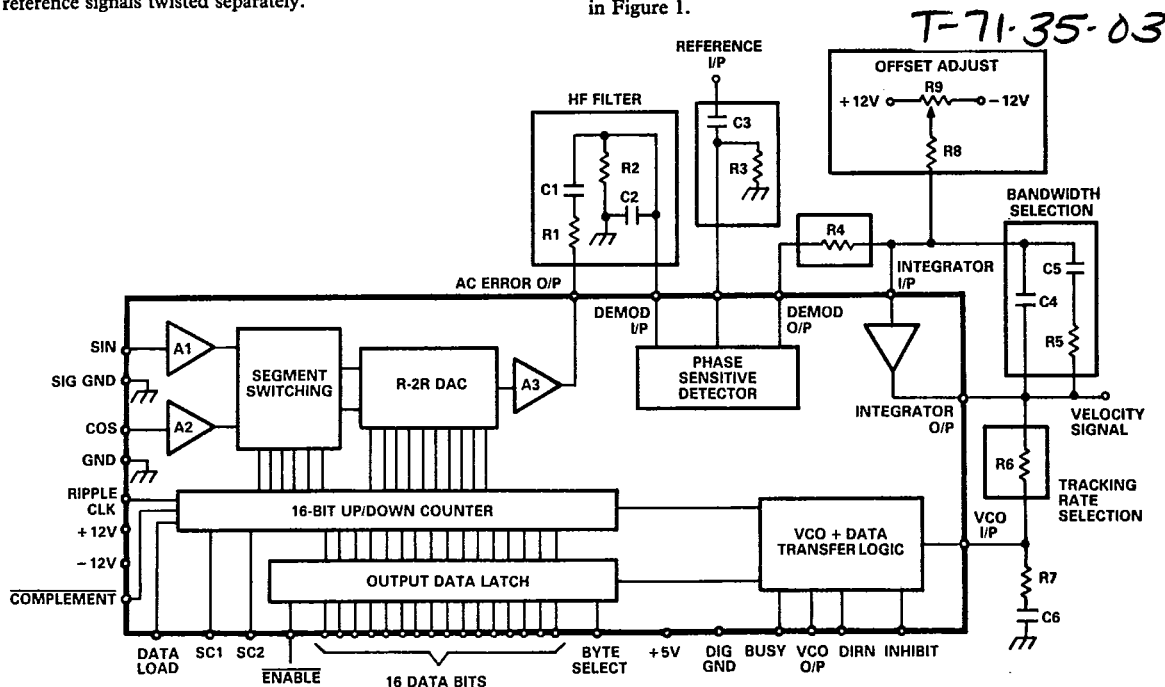 reference signals twisted separately.
in Figure 1.
T-71-35-03
REFERENCE
I/P
OFFSET ADJUST
R9
+12V
-12V
R8
HF FILTER
C3
R3
R2
C1
C2
R1
BANDWIDTH
SELECTION
R4
C5
C4
R5
INTEGRATOR
I/P
AC ERROR O/P
DEMOD
I/P
DEMOD
O/P
SIN
A1
SEGMENT
SWITCHING
R-2R DAC
A3
PHASE
SENSITIVE
DETECTOR
SIG GND
COS
A2
GND
INTEGRATOR
O/P
VELOCITY
SIGNAL
R6
TRACKING
RATE
SELECTION
RIPPLE
CLK
+12V
-12V
COMPLEMENT
16-BIT UP/DOWN COUNTER
VCO + DATA
TRANSFER LOGIC
VCO
I/P
OUTPUT DATA LATCH
R7
C6
DATA
LOAD
SC1
SC2
ENABLE
16 DATA BITS
BYTE
SELECT
+5V
DIG
GND
BUSY
VCO
O/P
DIRN
INHIBIT